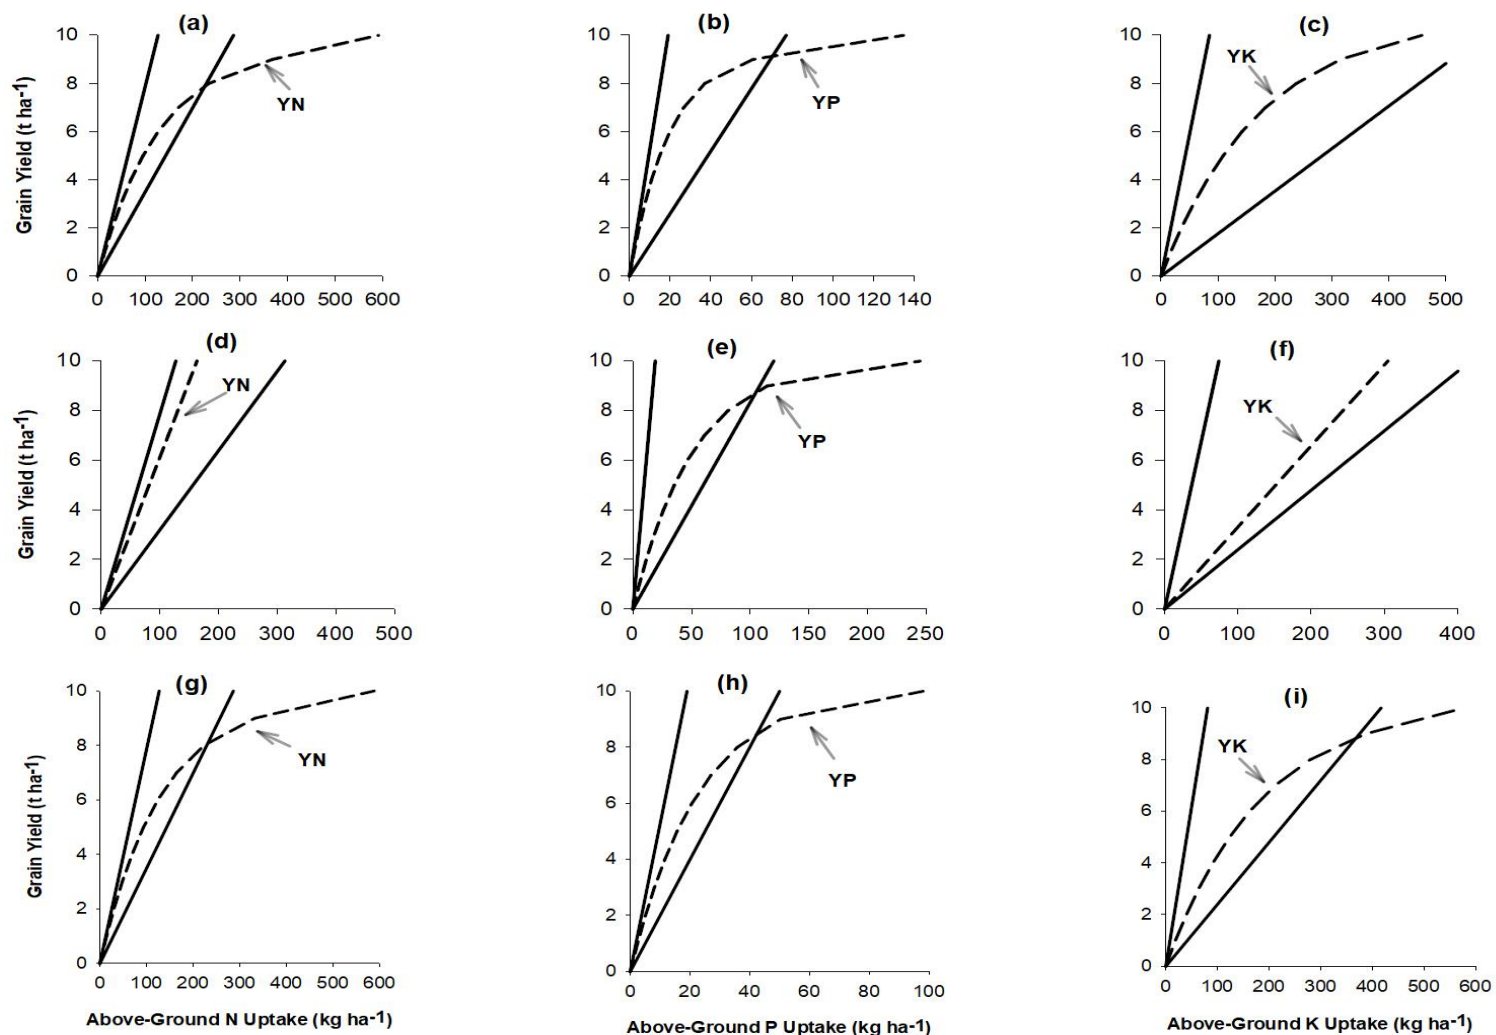 (a)
Grain Yield (t ha-1)
10
8
6
4
2
0
0 100 200 300 400 500 600
YN
(b)
10
8
6
4
2
0
0 20 40 60 80 100 120 140
YP
(c)
10
8
6
4
2
0
0 100 200 300 400 500
YK
(d)
Grain Yield (t ha-1)
10
8
6
4
2
0
0 100 200 300 400 500
YN
(e)
10
8
6
4
2
0
0 50 100 150 200 250
YP
(f)
10
8
6
4
2
0
0 100 200 300 400
YK
(g)
Grain Yield (t ha-1)
10
8
6
4
2
0
0 100 200 300 400 500 600
YN
Above-Ground N Uptake (kg ha-1)
(h)
10
8
6
4
2
0
0 20 40 60 80 100
YP
Above-Ground P Uptake (kg ha-1)
(i)
10
8
6
4
2
0
0 100 200 300 400 500 600
YK
Above-Ground K Uptake (kg ha-1)